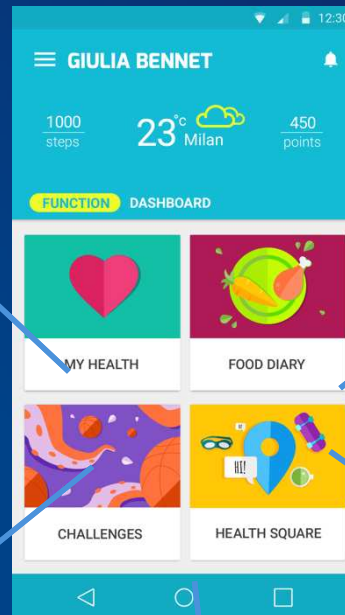 12:30
GIULIA BENNET
1000
steps
23°c
Milan
450
points
FUNCTION DASHBOARD
MY HEALTH
FOOD DIARY
HI!
CHALLENGES
HEALTH SQUARE